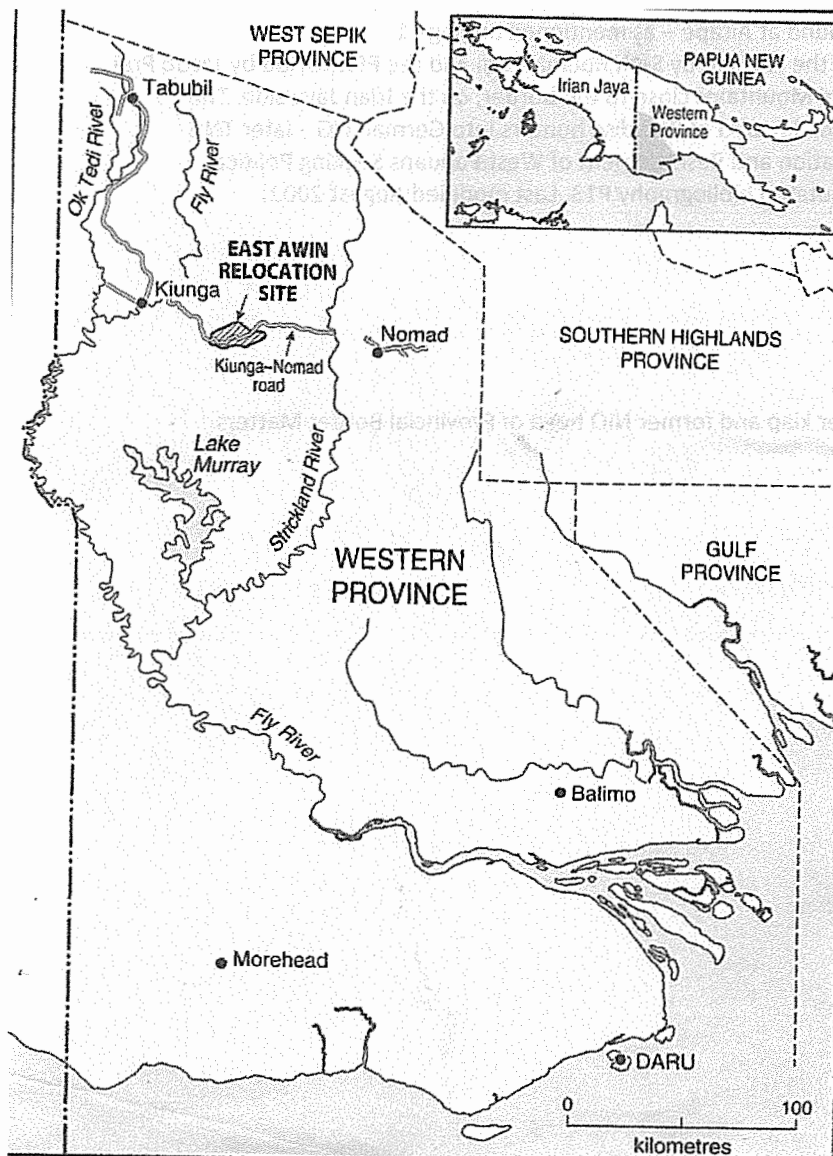 WEST SEPIK
PROVINCE
PAPUA NEW
GUINEA
Irian Jaya
Western
Province
Tabubil
Ok Tedi River
Fly River
EAST AWIN
RELOCATION
SITE
Kiunga
Nomad
Kiunga–Nomad
road
SOUTHERN HIGHLANDS
PROVINCE
Lake
Murray
Strickland River
WESTERN
PROVINCE
GULF
PROVINCE
Fly River
Balimo
Morehead
DARU
0
100
kilometres